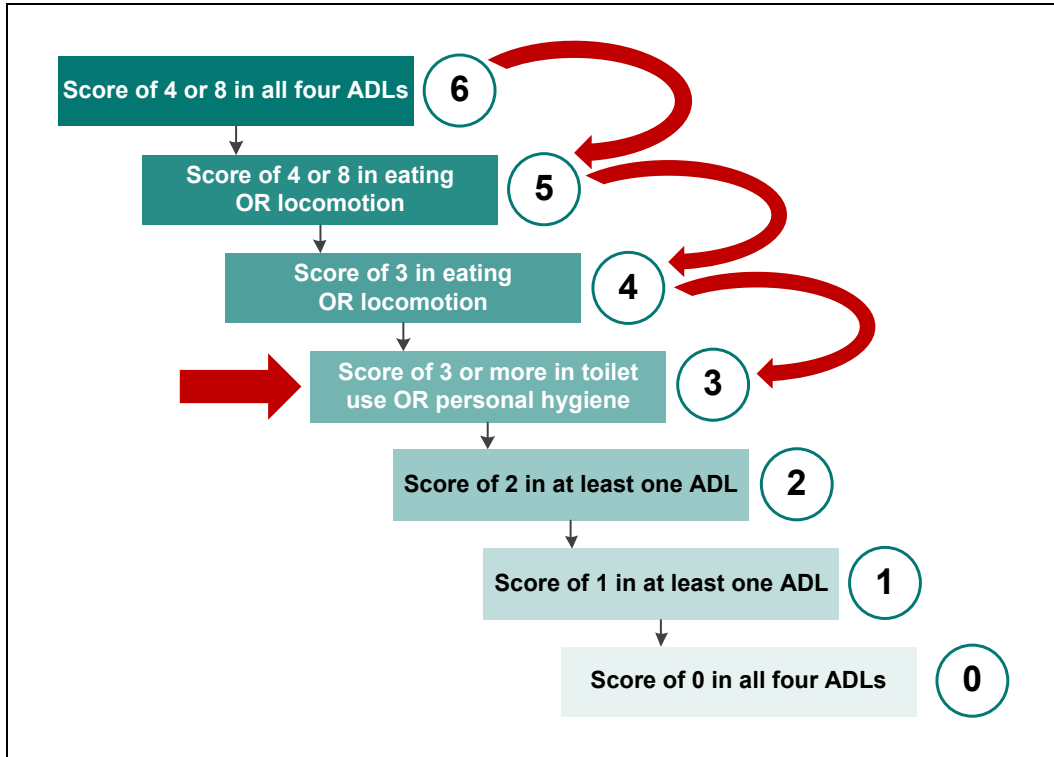 Score of 4 or 8 in all four ADLs
6
Score of 4 or 8 in eating
OR locomotion
5
Score of 3 in eating
OR locomotion
4
Score of 3 or more in toilet
use OR personal hygiene
3
Score of 2 in at least one ADL
2
Score of 1 in at least one ADL
1
Score of 0 in all four ADLs
0